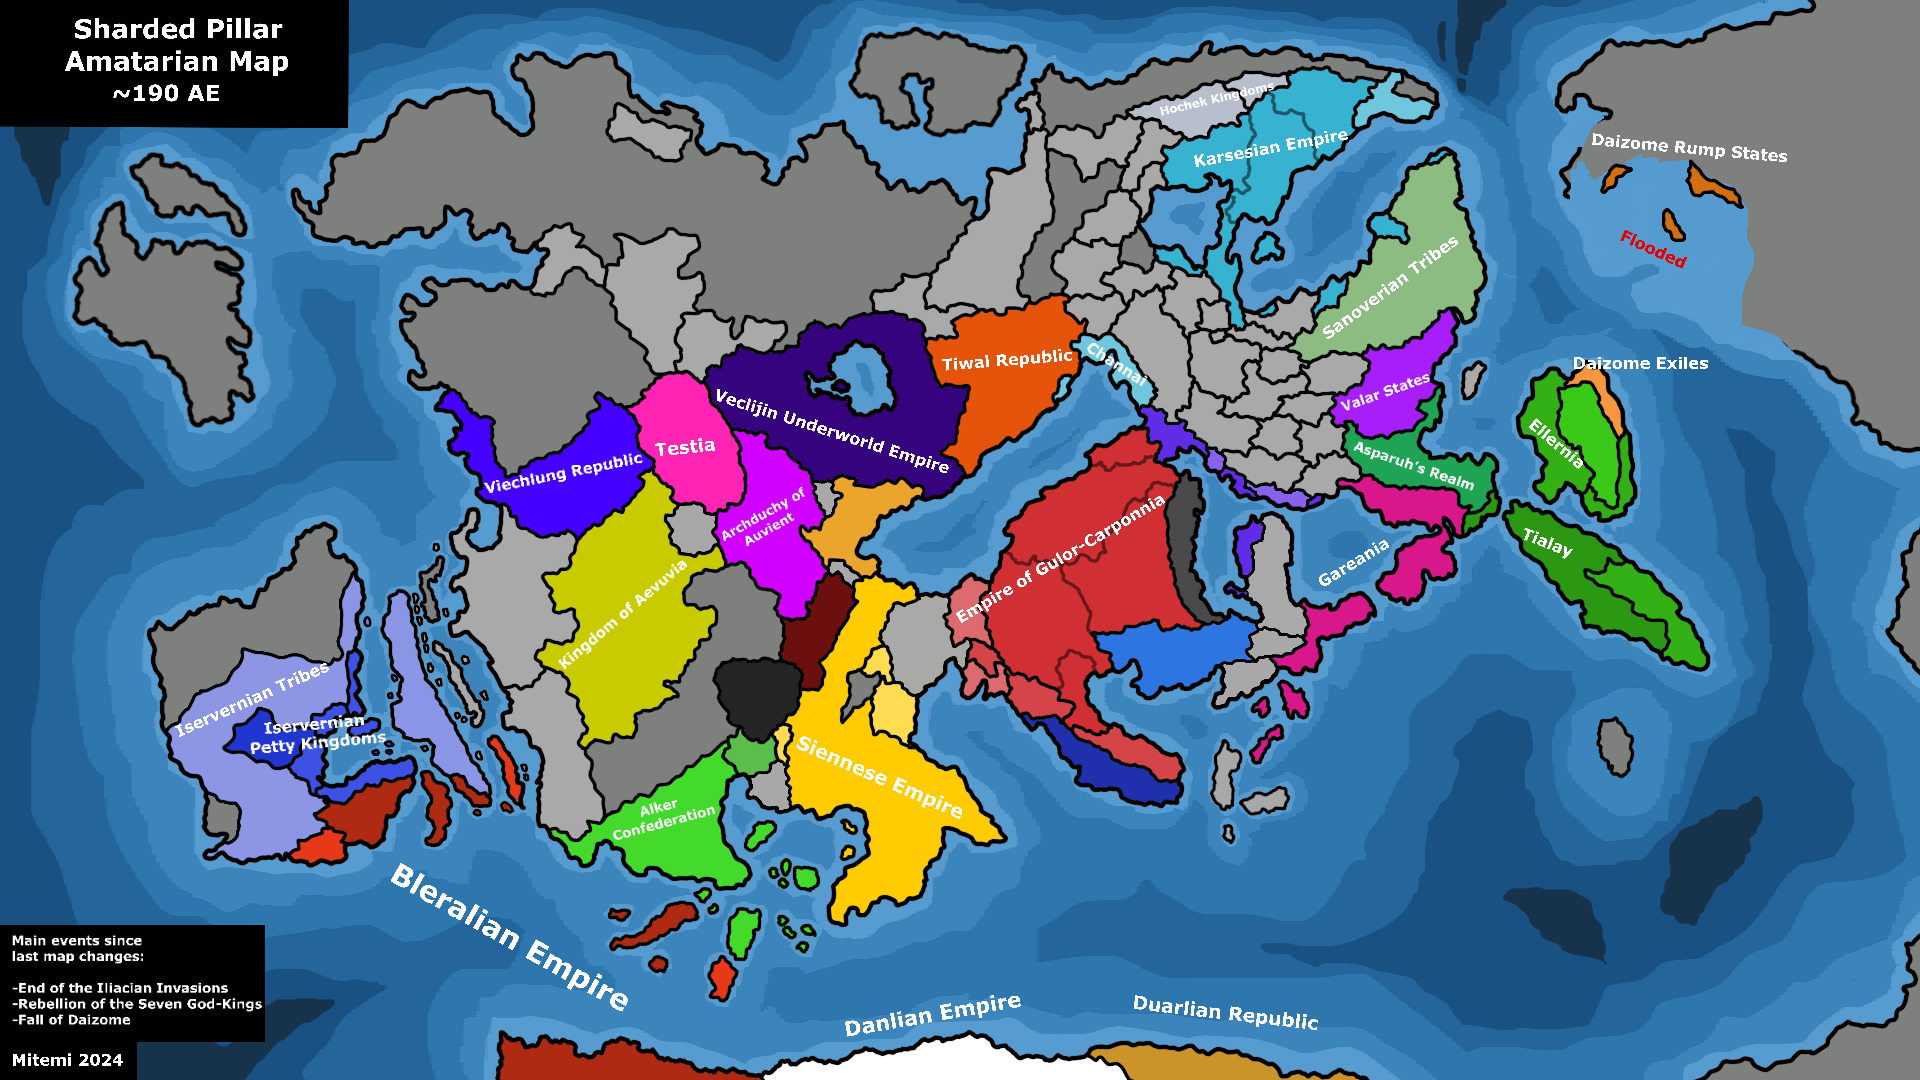 Sharded Pillar
Amatarian Map
~190 AE
Hochek Kingdoms
Karsesian Empire
Daizome Rump States
Flooded
Sanoverian Tribes
Channai
Tiwal Republic
Veclijin Underworld Empire
Daizome Exiles
Valar States
Ellernia
Testia
Viechlung Republic
Asparuh's Realm
Archduchy of
Auvient
Empire of Gulor-Carponnia
Gareania
Tialay
Kingdom of Aevuvia
Iservernian Tribes
Iservernian
Petty Kingdoms
Siennese Empire
Alker
Confederation
Bleralian Empire
Danlian Empire
Duarlian Republic
Main events since
last map changes:
-End of the Iliacian Invasions
-Rebellion of the Seven God-Kings
-Fall of Daizome
Mitemi 2024